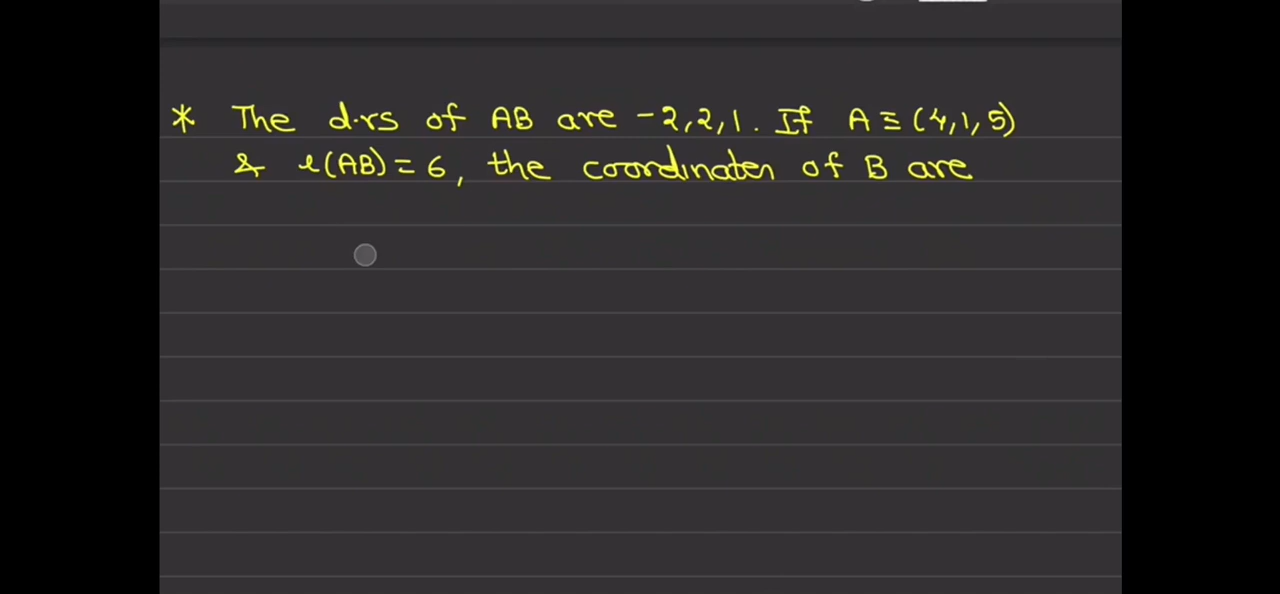 * The d.rs of AB are -2,2,1. If A ≡ (4,1,5)
& l(AB) = 6, the coordinates of B are